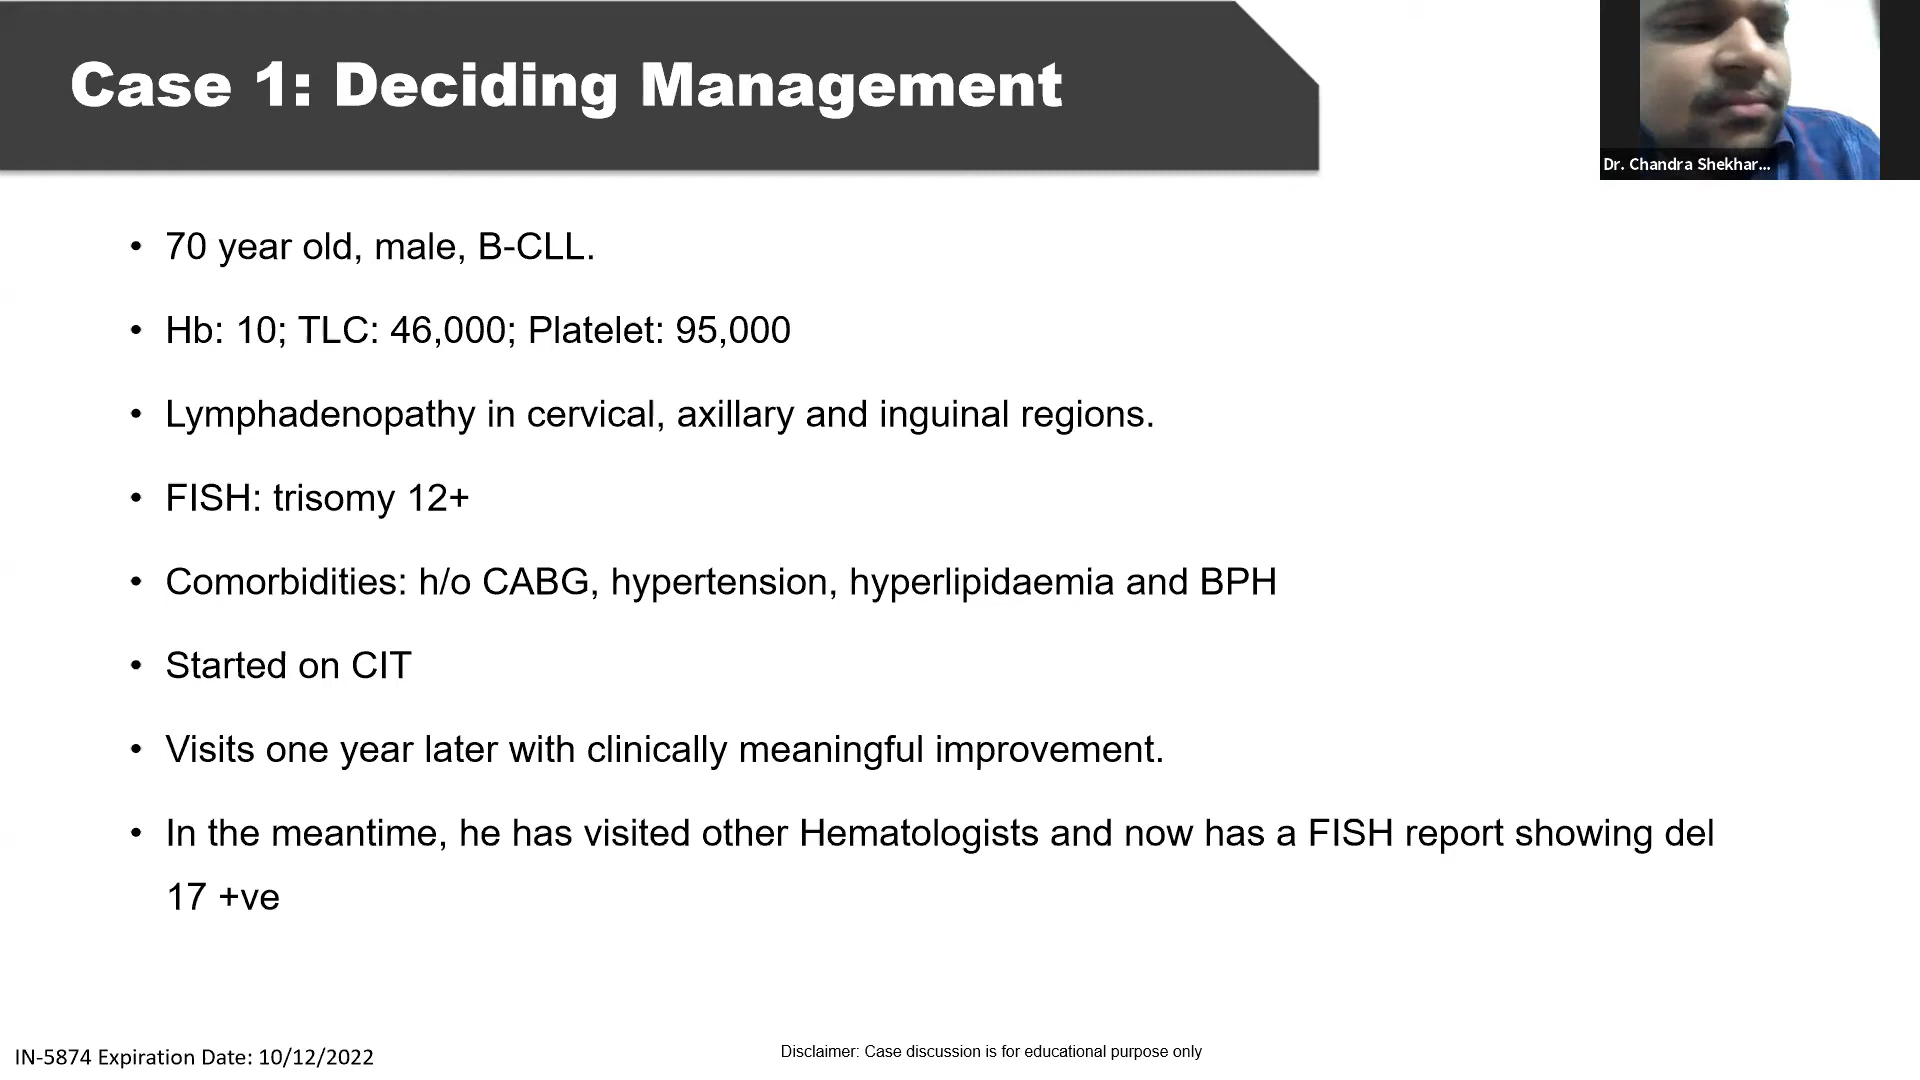 Case 1: Deciding Management
Dr. Chandra Shekhar...
• 70 year old, male, B-CLL.
• Hb: 10; TLC: 46,000; Platelet: 95,000
• Lymphadenopathy in cervical, axillary and inguinal regions.
• FISH: trisomy 12+
• Comorbidities: h/o CABG, hypertension, hyperlipidaemia and BPH
• Started on CIT
• Visits one year later with clinically meaningful improvement.
• In the meantime, he has visited other Hematologists and now has a FISH report showing del
17 +ve
IN-5874 Expiration Date: 10/12/2022
Disclaimer: Case discussion is for educational purpose only